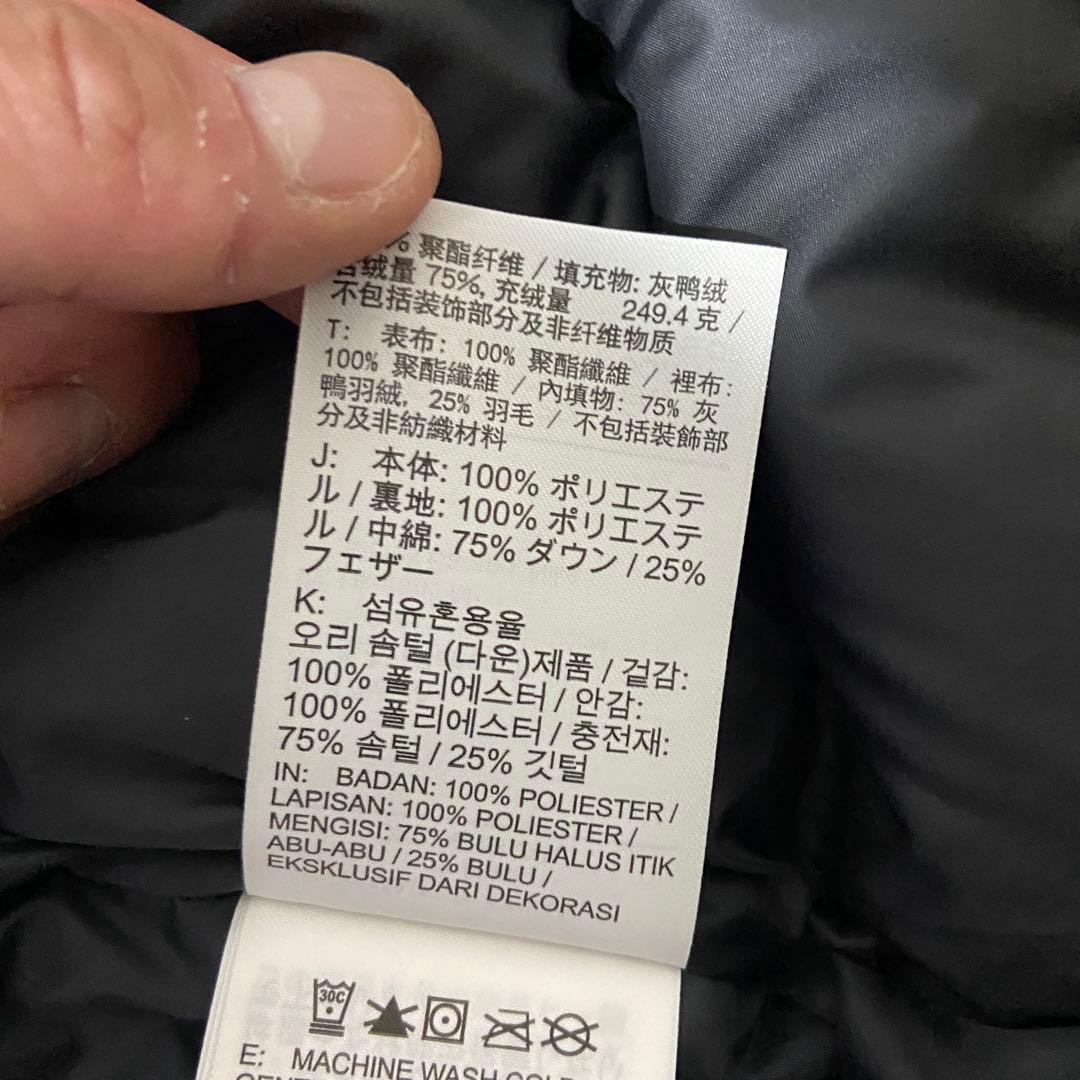 % 聚酯纤维 / 填充物: 灰鸭绒
含绒量 75%, 充绒量 249.4 克 /
不包括装饰部分及非纤维物质
T: 表布: 100% 聚酯纖維 / 裡布:
100% 聚酯纖維 / 內填物: 75% 灰
鴨羽絨, 25% 羽毛 / 不包括裝飾部
分及非紡織材料
J: 本体: 100% ポリエステ
ル / 裏地: 100% ポリエステ
ル / 中綿: 75% ダウン / 25%
フェザー
K: 섬유혼용율
오리 솜털 (다운)제품 / 겉감:
100% 폴리에스터 / 안감:
100% 폴리에스터 / 충전재:
75% 솜털 / 25% 깃털
IN: BADAN: 100% POLIESTER /
LAPISAN: 100% POLIESTER /
MENGISI: 75% BULU HALUS ITIK
ABU-ABU / 25% BULU /
EKSKLUSIF DARI DEKORASI
30C
E: MACHINE WASH